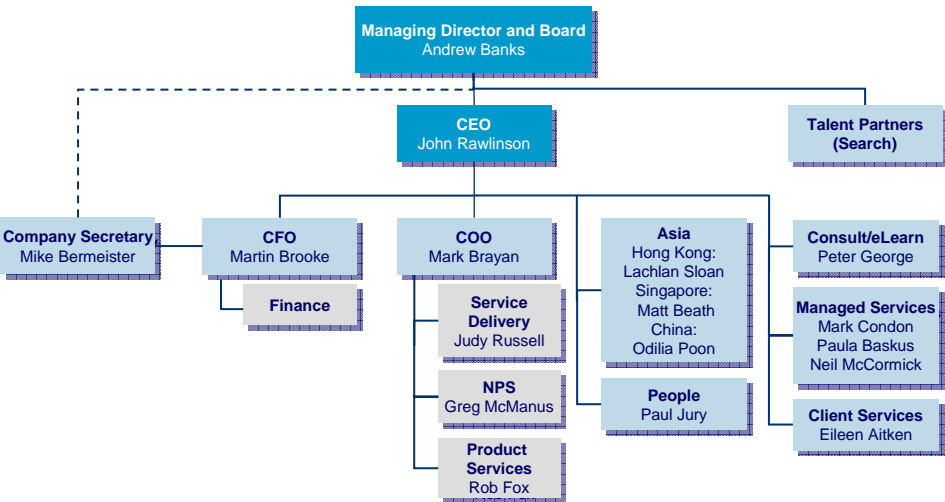 Managing Director and Board
Andrew Banks
CEO
John Rawlinson
Talent Partners
(Search)
Company Secretary
Mike Bermeister
CFO
Martin Brooke
Finance
COO
Mark Brayan
Service
Delivery
Judy Russell
NPS
Greg McManus
Product
Services
Rob Fox
Asia
Hong Kong:
Lachlan Sloan
Singapore:
Matt Beath
China:
Odilia Poon
People
Paul Jury
Consult/eLearn
Peter George
Managed Services
Mark Condon
Paula Baskus
Neil McCormick
Client Services
Eileen Aitken